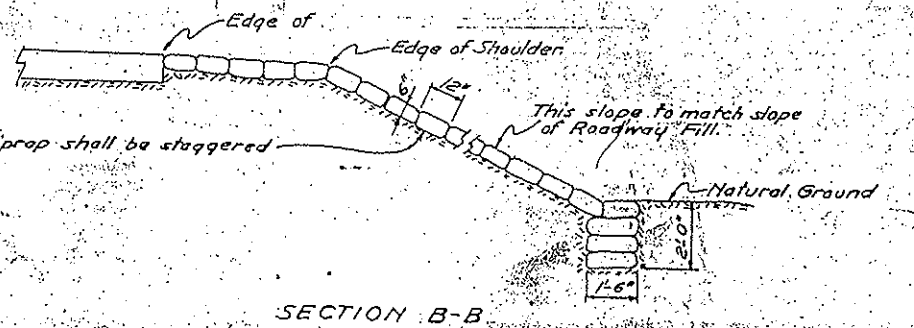 Edge of
Edge of Shoulder
6"
12"
This slope to match slope
of Roadway Fill.
prap shall be staggered
Natural Ground
2'-0"
1'-6"
SECTION B-B